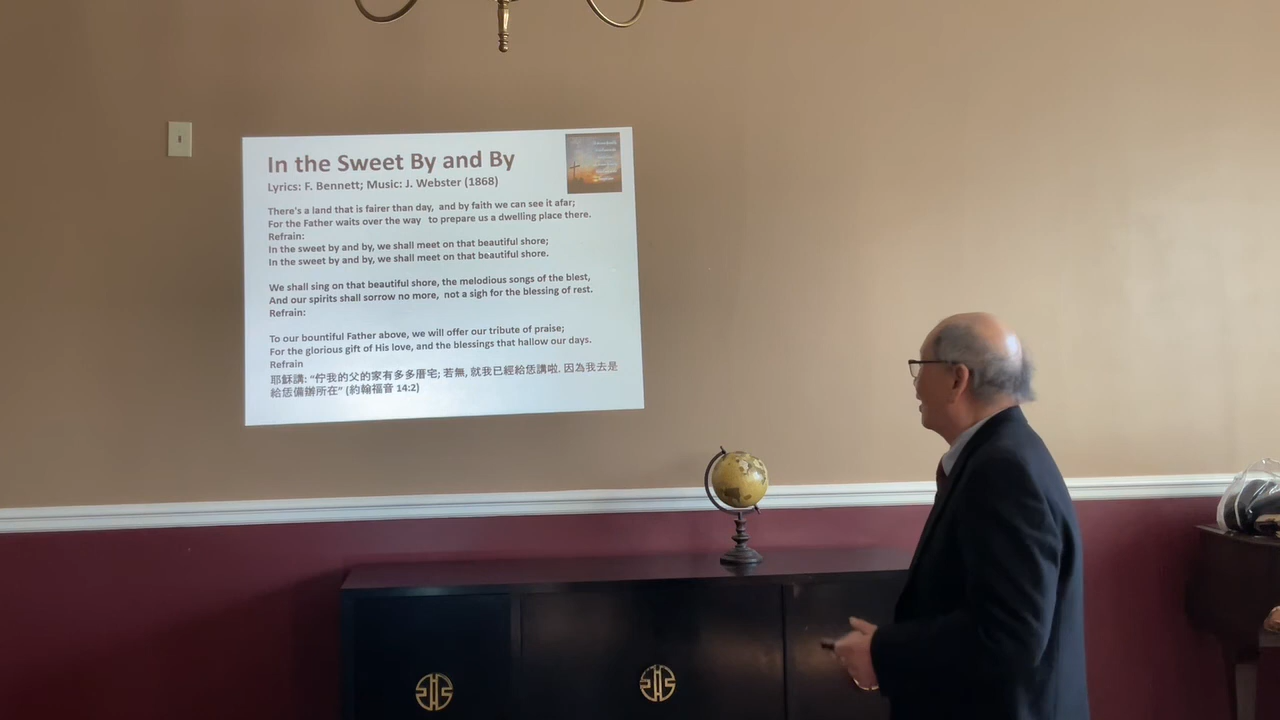 In the Sweet By and By
Lyrics: F. Bennett; Music: J. Webster (1868)
There's a land that is fairer than day, and by faith we can see it afar;
For the Father waits over the way to prepare us a dwelling place there.
Refrain:
In the sweet by and by, we shall meet on that beautiful shore;
In the sweet by and by, we shall meet on that beautiful shore.
We shall sing on that beautiful shore, the melodious songs of the blest,
And our spirits shall sorrow no more, not a sigh for the blessing of rest.
Refrain:
To our bountiful Father above, we will offer our tribute of praise;
For the glorious gift of His love, and the blessings that hallow our days.
Refrain
耶穌講: “佇我的父的家有多多厝宅; 若無, 就我已經給恁講啦. 因為我去是
給恁備辦所在” (約翰福音 14:2)